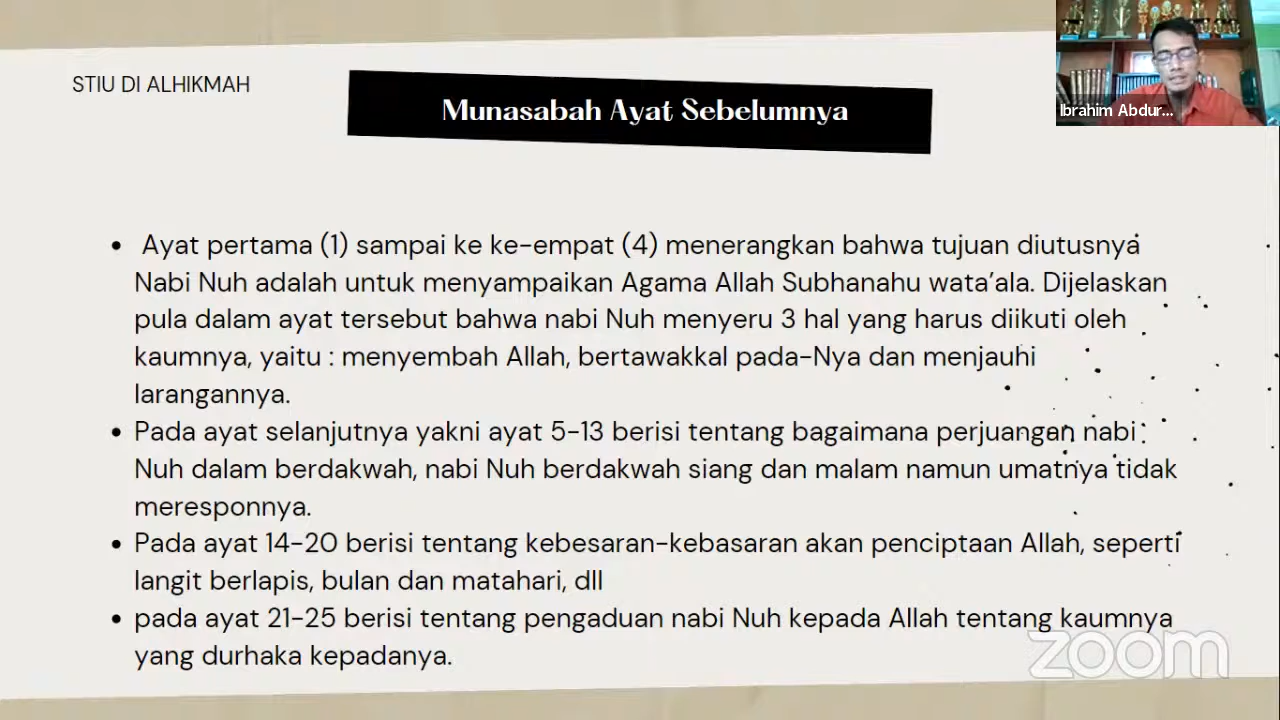 STIU DI ALHIKMAH
Munasabah Ayat Sebelumnya
Ibrahim Abdur...
• Ayat pertama (1) sampai ke ke-empat (4) menerangkan bahwa tujuan diutusnya
Nabi Nuh adalah untuk menyampaikan Agama Allah Subhanahu wata’ala. Dijelaskan
pula dalam ayat tersebut bahwa nabi Nuh menyeru 3 hal yang harus diikuti oleh
kaumnya, yaitu : menyembah Allah, bertawakkal pada-Nya dan menjauhi
larangannya.
• Pada ayat selanjutnya yakni ayat 5-13 berisi tentang bagaimana perjuangan nabi
Nuh dalam berdakwah, nabi Nuh berdakwah siang dan malam namun umatnya tidak
meresponnya.
• Pada ayat 14-20 berisi tentang kebesaran-kebasaran akan penciptaan Allah, seperti
langit berlapis, bulan dan matahari, dll
• pada ayat 21-25 berisi tentang pengaduan nabi Nuh kepada Allah tentang kaumnya
yang durhaka kepadanya.
zoom